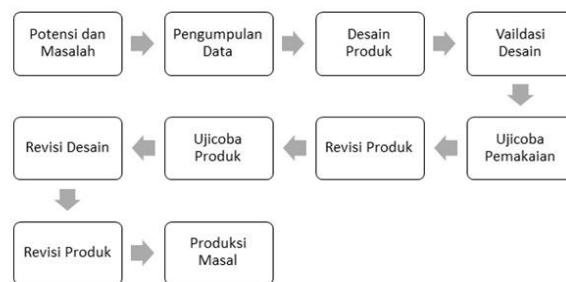 Potensi dan
Masalah
Pengumpulan
Data
Desain
Produk
Vaildasi
Desain
Ujicoba
Pemakaian
Revisi Produk
Ujicoba
Produk
Revisi Desain
Revisi Produk
Produksi
Masal